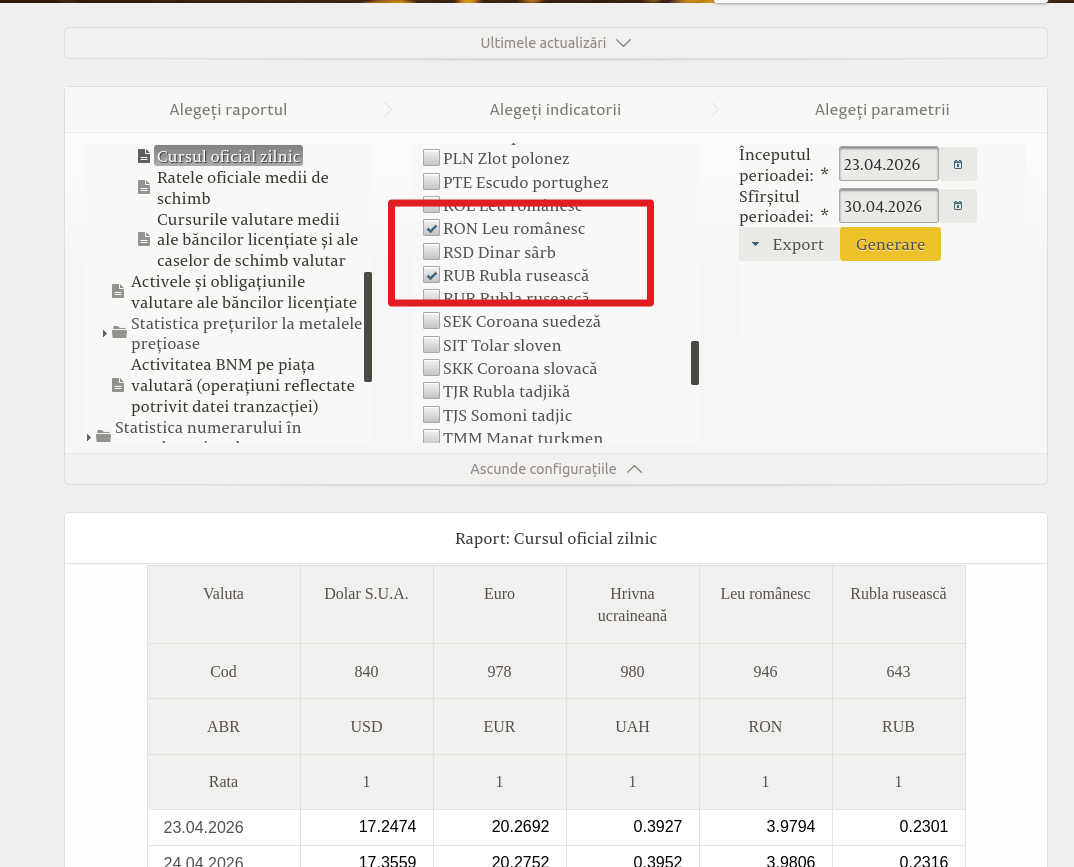 Ultimele actualizări
Alegeți raportul
Alegeți indicatorii
Alegeți parametrii
Cursul oficial zilnic
Ratele oficiale medii de
schimb
Cursurile valutare medii
ale băncilor licențiate și ale
caselor de schimb valutar
Activele și obligațiunile
valutare ale băncilor licențiate
Statistica prețurilor la metalele
prețioase
Activitatea BNM pe piața
valutară (operațiuni reflectate
potrivit datei tranzacției)
Statistica numerarului în
PLN Zlot polonez
PTE Escudo portughez
ROL Leu românesc
RON Leu românesc
RSD Dinar sârb
RUB Rubla rusească
RUR Rubla rusească
SEK Coroana suedeză
SIT Tolar sloven
SKK Coroana slovacă
TJR Rubla tadjikă
TJS Somoni tadjic
TMM Manat turkmen
Începutul
perioadei: * 23.04.2026
Sfîrșitul
perioadei: * 30.04.2026
Export Generare
Ascunde configurațiile
Raport: Cursul oficial zilnic
Valuta Dolar S.U.A. Euro Hrivna Leu românesc Rubla rusească
ucraineană
Cod 840 978 980 946 643
ABR USD EUR UAH RON RUB
Rata 1 1 1 1 1
23.04.2026 17.2474 20.2692 0.3927 3.9794 0.2301
24.04.2026 17.3559 20.2752 0.3952 3.9806 0.2316